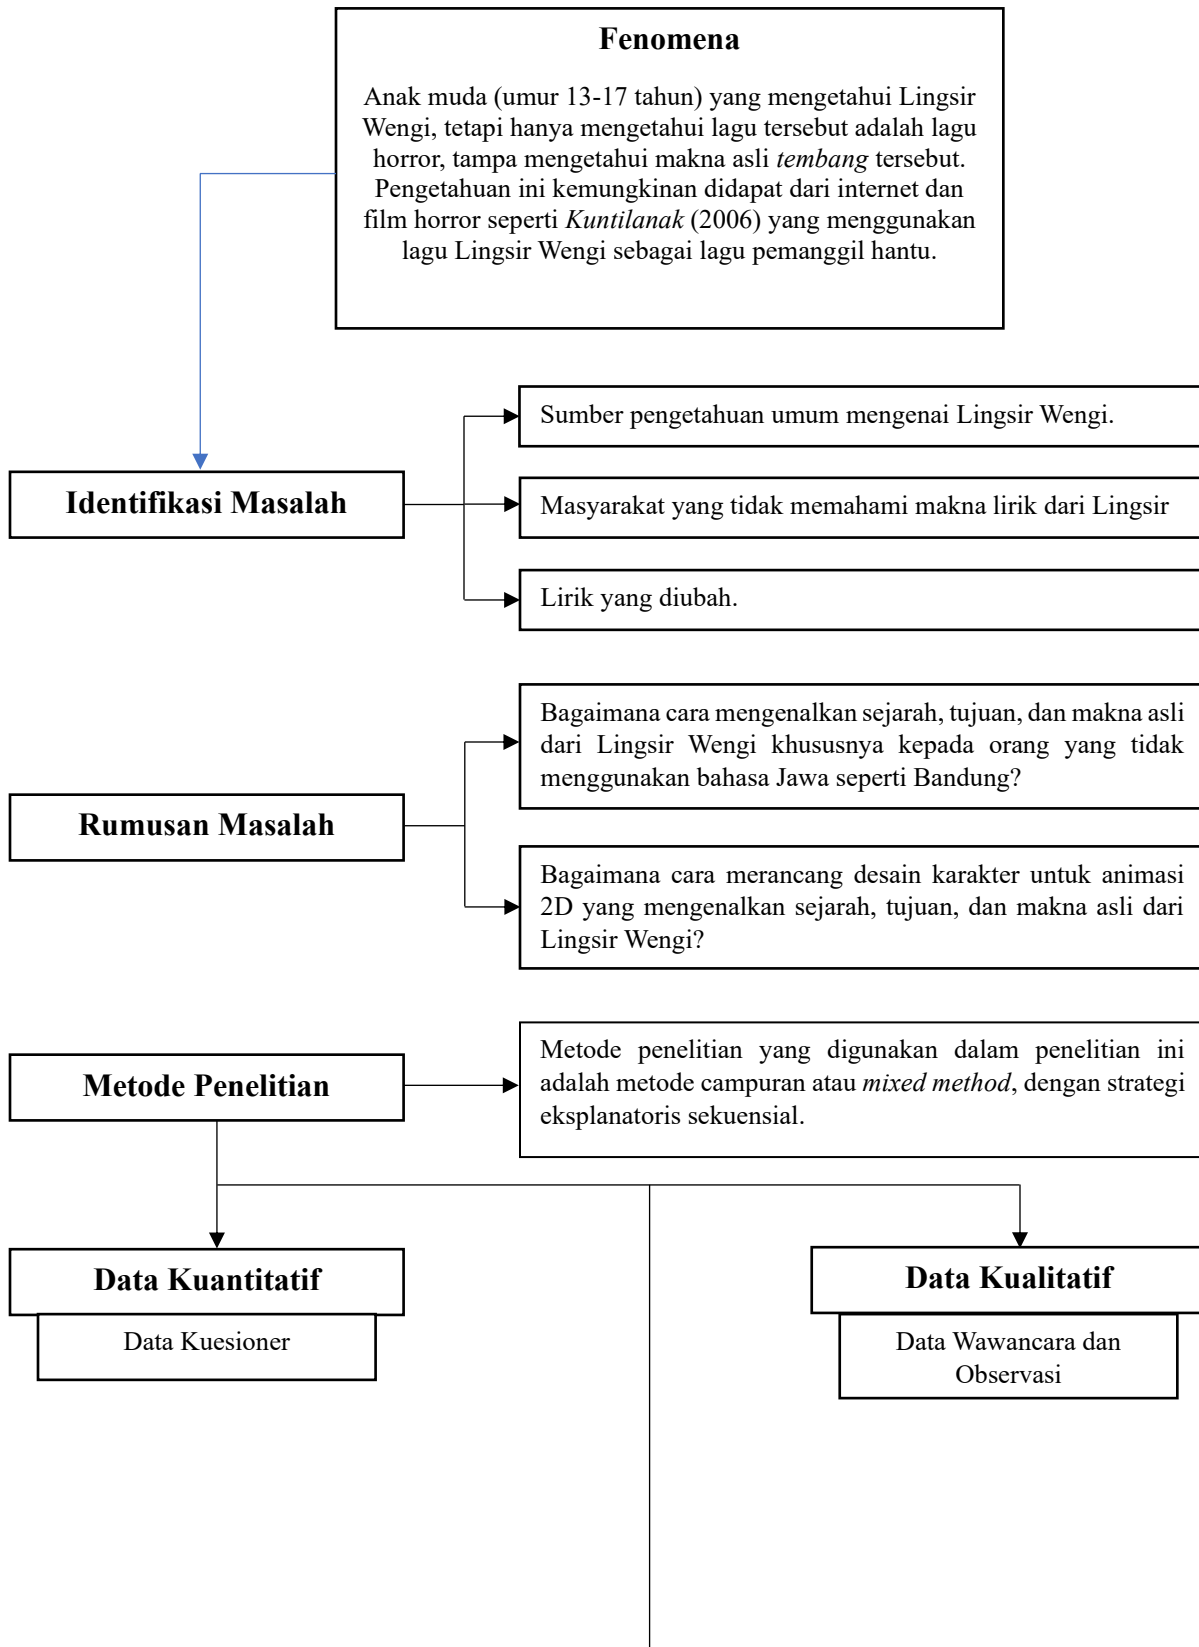 Fenomena
Anak muda (umur 13-17 tahun) yang mengetahui Lingsir
Wengi, tetapi hanya mengetahui lagu tersebut adalah lagu
horror, tampa mengetahui makna asli tembang tersebut.
Pengetahuan ini kemungkinan didapat dari internet dan
film horror seperti Kuntilanak (2006) yang menggunakan
lagu Lingsir Wengi sebagai lagu pemanggil hantu.
Identifikasi Masalah
Sumber pengetahuan umum mengenai Lingsir Wengi.
Masyarakat yang tidak memahami makna lirik dari Lingsir
Lirik yang diubah.
Rumusan Masalah
Bagaimana cara mengenalkan sejarah, tujuan, dan makna asli
dari Lingsir Wengi khususnya kepada orang yang tidak
menggunakan bahasa Jawa seperti Bandung?
Bagaimana cara merancang desain karakter untuk animasi
2D yang mengenalkan sejarah, tujuan, dan makna asli dari
Lingsir Wengi?
Metode Penelitian
Metode penelitian yang digunakan dalam penelitian ini
adalah metode campuran atau mixed method, dengan strategi
eksplanatoris sekuensial.
Data Kuantitatif
Data Kuesioner
Data Kualitatif
Data Wawancara dan
Observasi